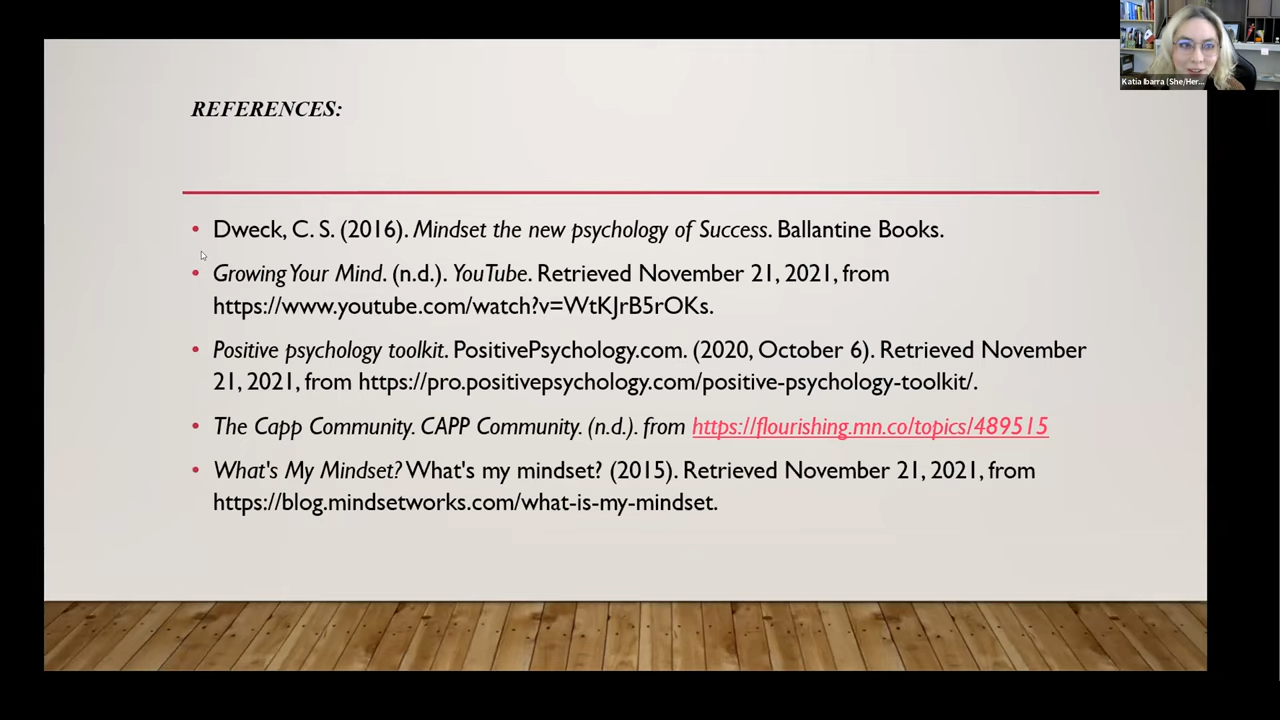 Katia Ibarra (She/Her...
REFERENCES:
• Dweck, C. S. (2016). Mindset the new psychology of Success. Ballantine Books.
• Growing Your Mind. (n.d.). YouTube. Retrieved November 21, 2021, from
https://www.youtube.com/watch?v=WtKJrB5rOKs.
• Positive psychology toolkit. PositivePsychology.com. (2020, October 6). Retrieved November
21, 2021, from https://pro.positivepsychology.com/positive-psychology-toolkit/.
• The Capp Community. CAPP Community. (n.d.). from https://flourishing.mn.co/topics/489515
• What's My Mindset? What's my mindset? (2015). Retrieved November 21, 2021, from
https://blog.mindsetworks.com/what-is-my-mindset.